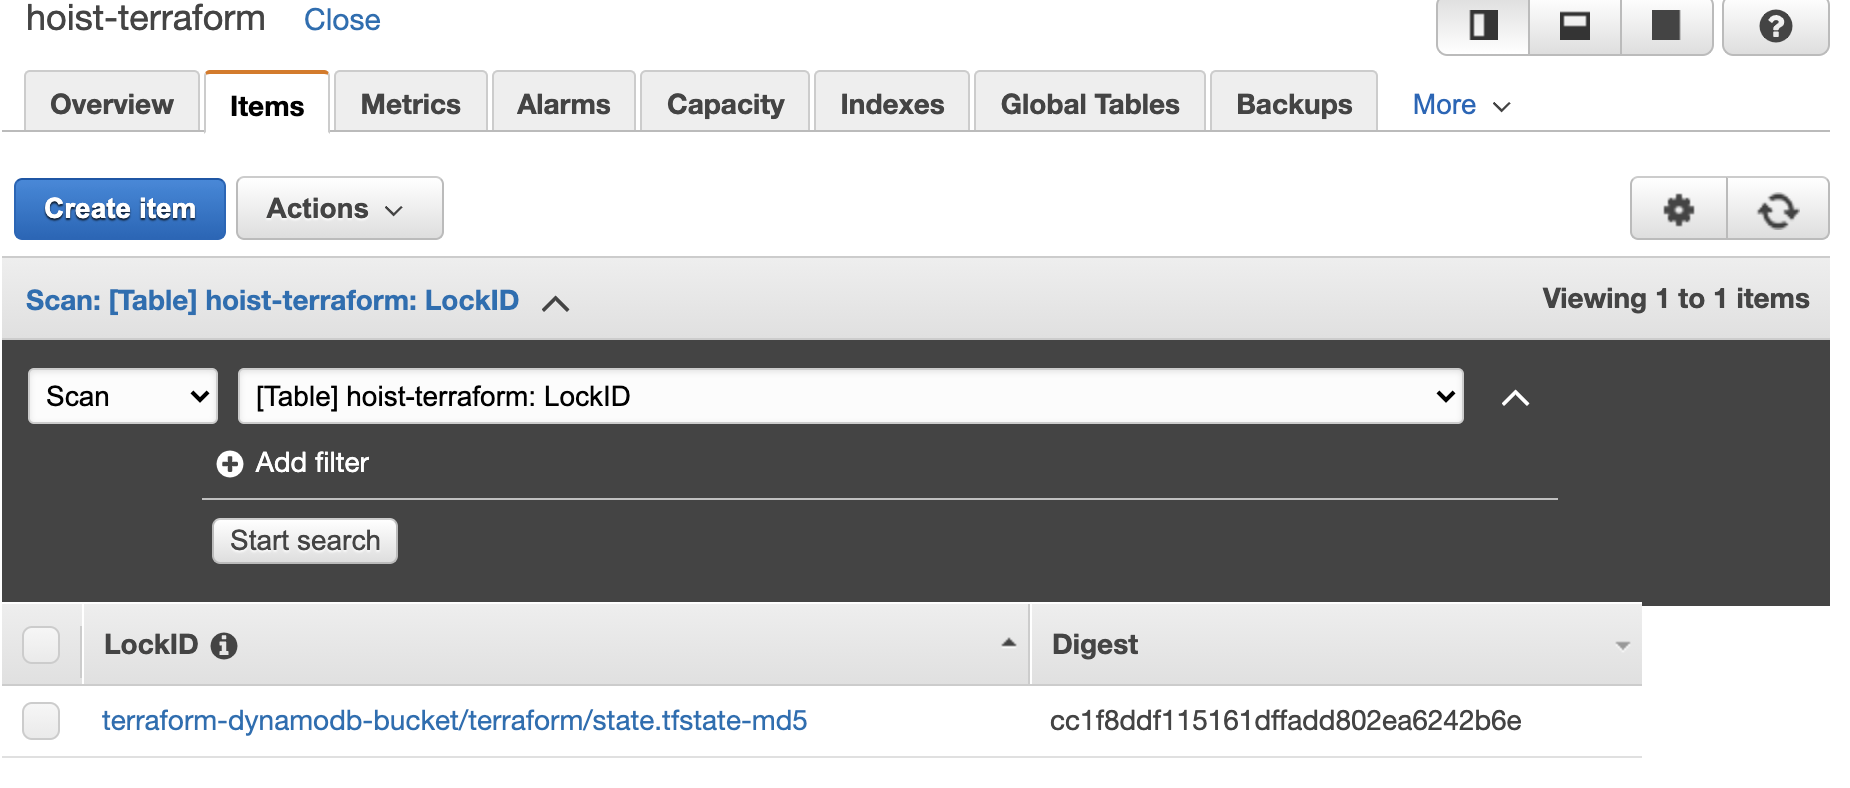 hoist-terraform Close
Overview Items Metrics Alarms Capacity Indexes Global Tables Backups More
Create item Actions
Scan: [Table] hoist-terraform: LockID Viewing 1 to 1 items
Scan [Table] hoist-terraform: LockID
Add filter
Start search
LockID Digest
terraform-dynamodb-bucket/terraform/state.tfstate-md5 cc1f8ddf115161dffadd802ea6242b6e